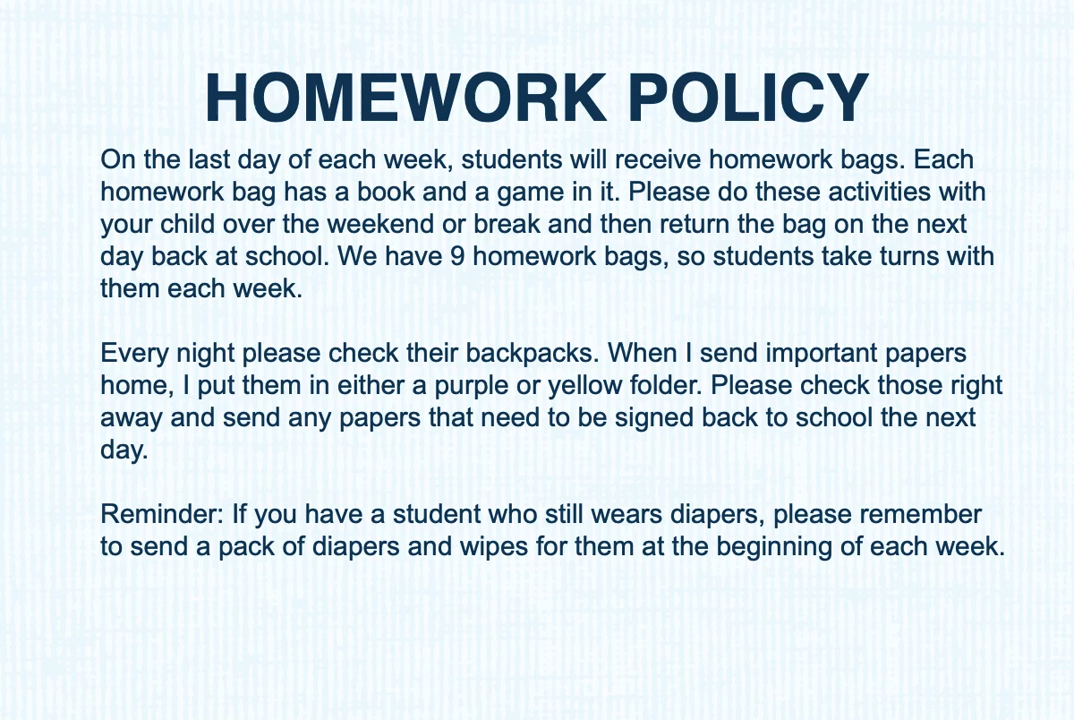 HOMEWORK POLICY
On the last day of each week, students will receive homework bags. Each
homework bag has a book and a game in it. Please do these activities with
your child over the weekend or break and then return the bag on the next
day back at school. We have 9 homework bags, so students take turns with
them each week.
Every night please check their backpacks. When I send important papers
home, I put them in either a purple or yellow folder. Please check those right
away and send any papers that need to be signed back to school the next
day.
Reminder: If you have a student who still wears diapers, please remember
to send a pack of diapers and wipes for them at the beginning of each week.